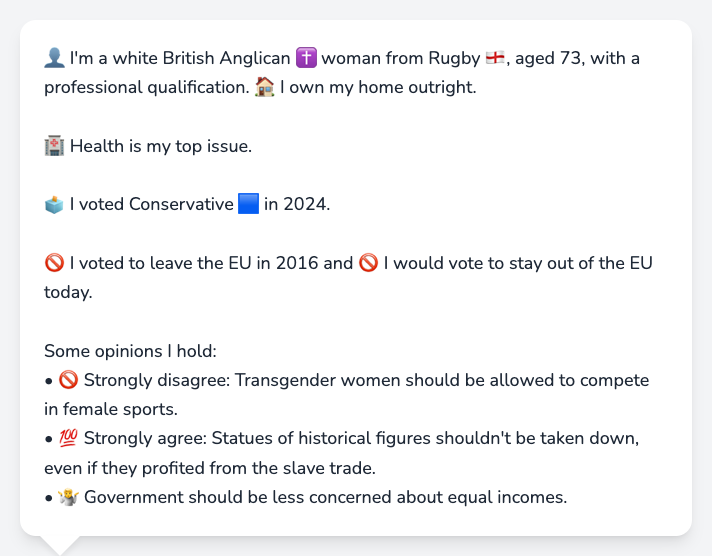 👤 I'm a white British Anglican ✝️ woman from Rugby 🏴󠁧󠁢󠁥󠁮󠁧󠁿, aged 73, with a
professional qualification. 🏠 I own my home outright.
🏥 Health is my top issue.
🗳️ I voted Conservative 🟦 in 2024.
🚫 I voted to leave the EU in 2016 and 🚫 I would vote to stay out of the EU
today.
Some opinions I hold:
• 🚫 Strongly disagree: Transgender women should be allowed to compete
in female sports.
• 💯 Strongly agree: Statues of historical figures shouldn't be taken down,
even if they profited from the slave trade.
• 🤷 Government should be less concerned about equal incomes.